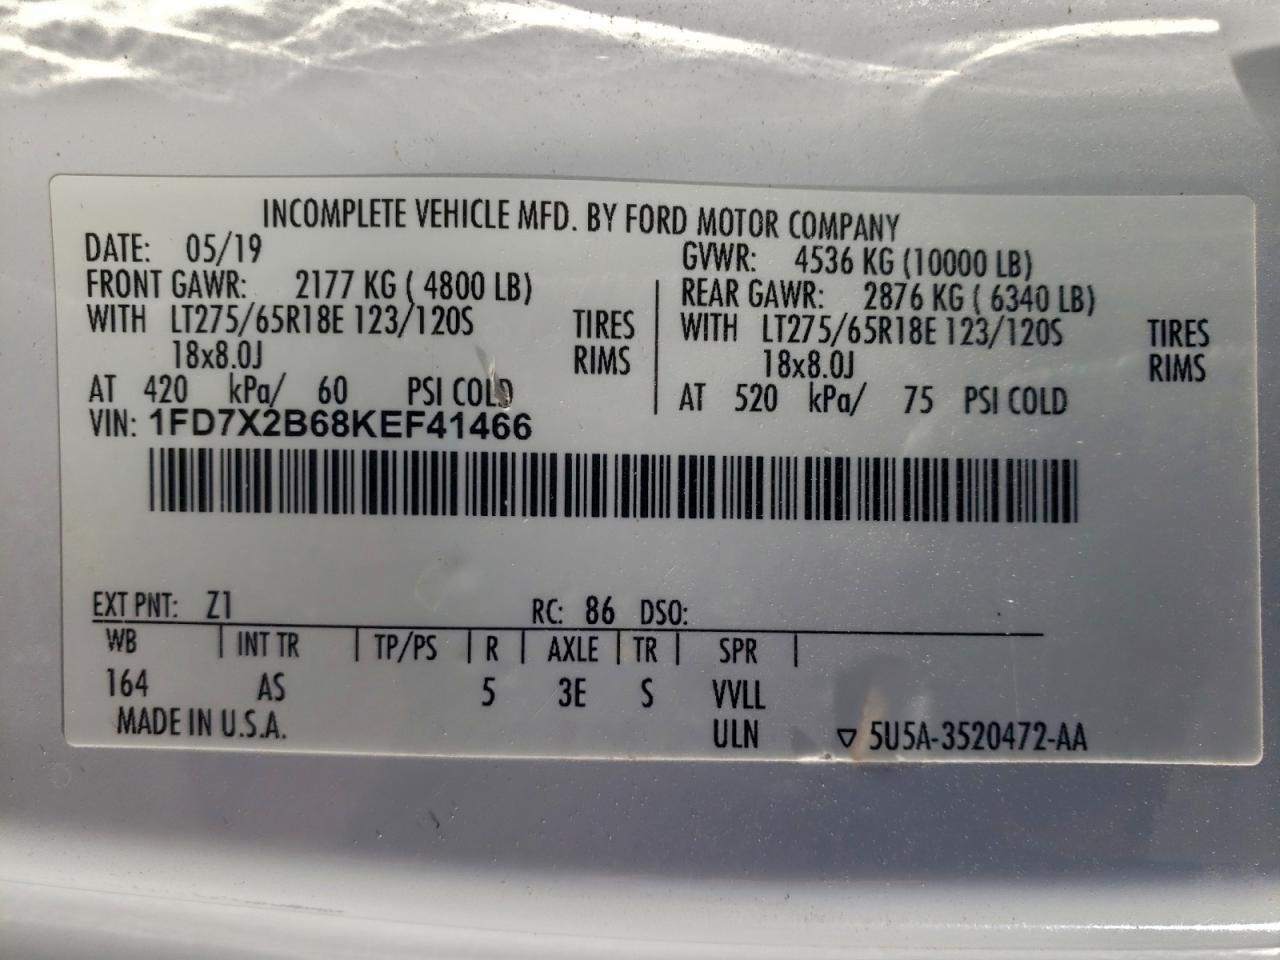 INCOMPLETE VEHICLE MFD. BY FORD MOTOR COMPANY
DATE: 05/19 GVWR: 4536 KG (10000 LB)
FRONT GAWR: 2177 KG ( 4800 LB) REAR GAWR: 2876 KG ( 6340 LB)
WITH LT275/65R18E 123/120S TIRES WITH LT275/65R18E 123/120S TIRES
18x8.0J RIMS 18x8.0J RIMS
AT 420 kPa/ 60 PSI COLD AT 520 kPa/ 75 PSI COLD
VIN: 1FD7X2B68KEF41466
EXT PNT: Z1 RC: 86 DSO:
WB INT TR TP/PS R AXLE TR SPR
164 AS 5 3E S VVLL
MADE IN U.S.A. ULN ▽ 5U5A-3520472-AA